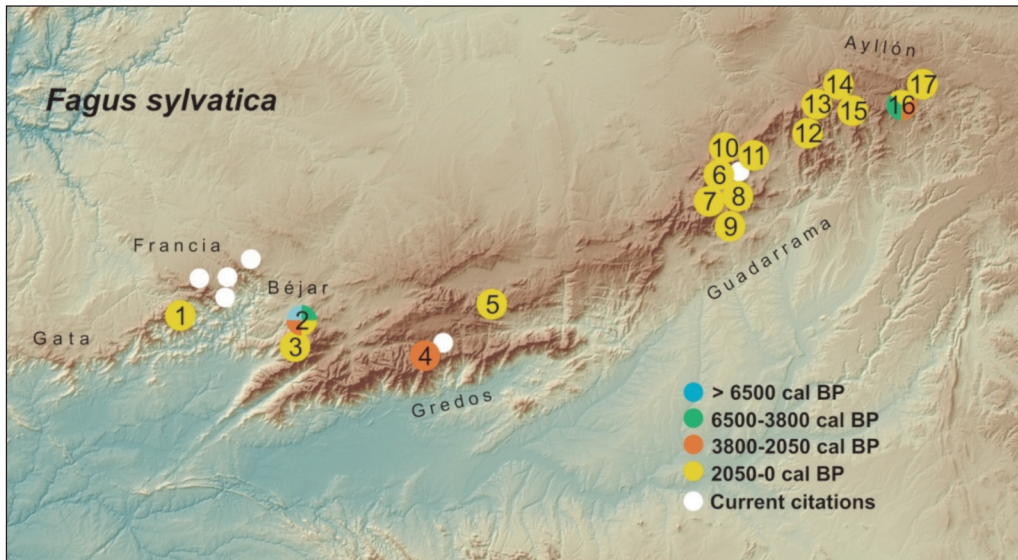 Ayllón
Fagus sylvatica
14
17
13
15
16
12
10
11
6
8
7
9
Guadarrama
Francia
Béjar
1
2
5
Gata
3
4
Gredos
> 6500 cal BP
6500-3800 cal BP
3800-2050 cal BP
2050-0 cal BP
Current citations